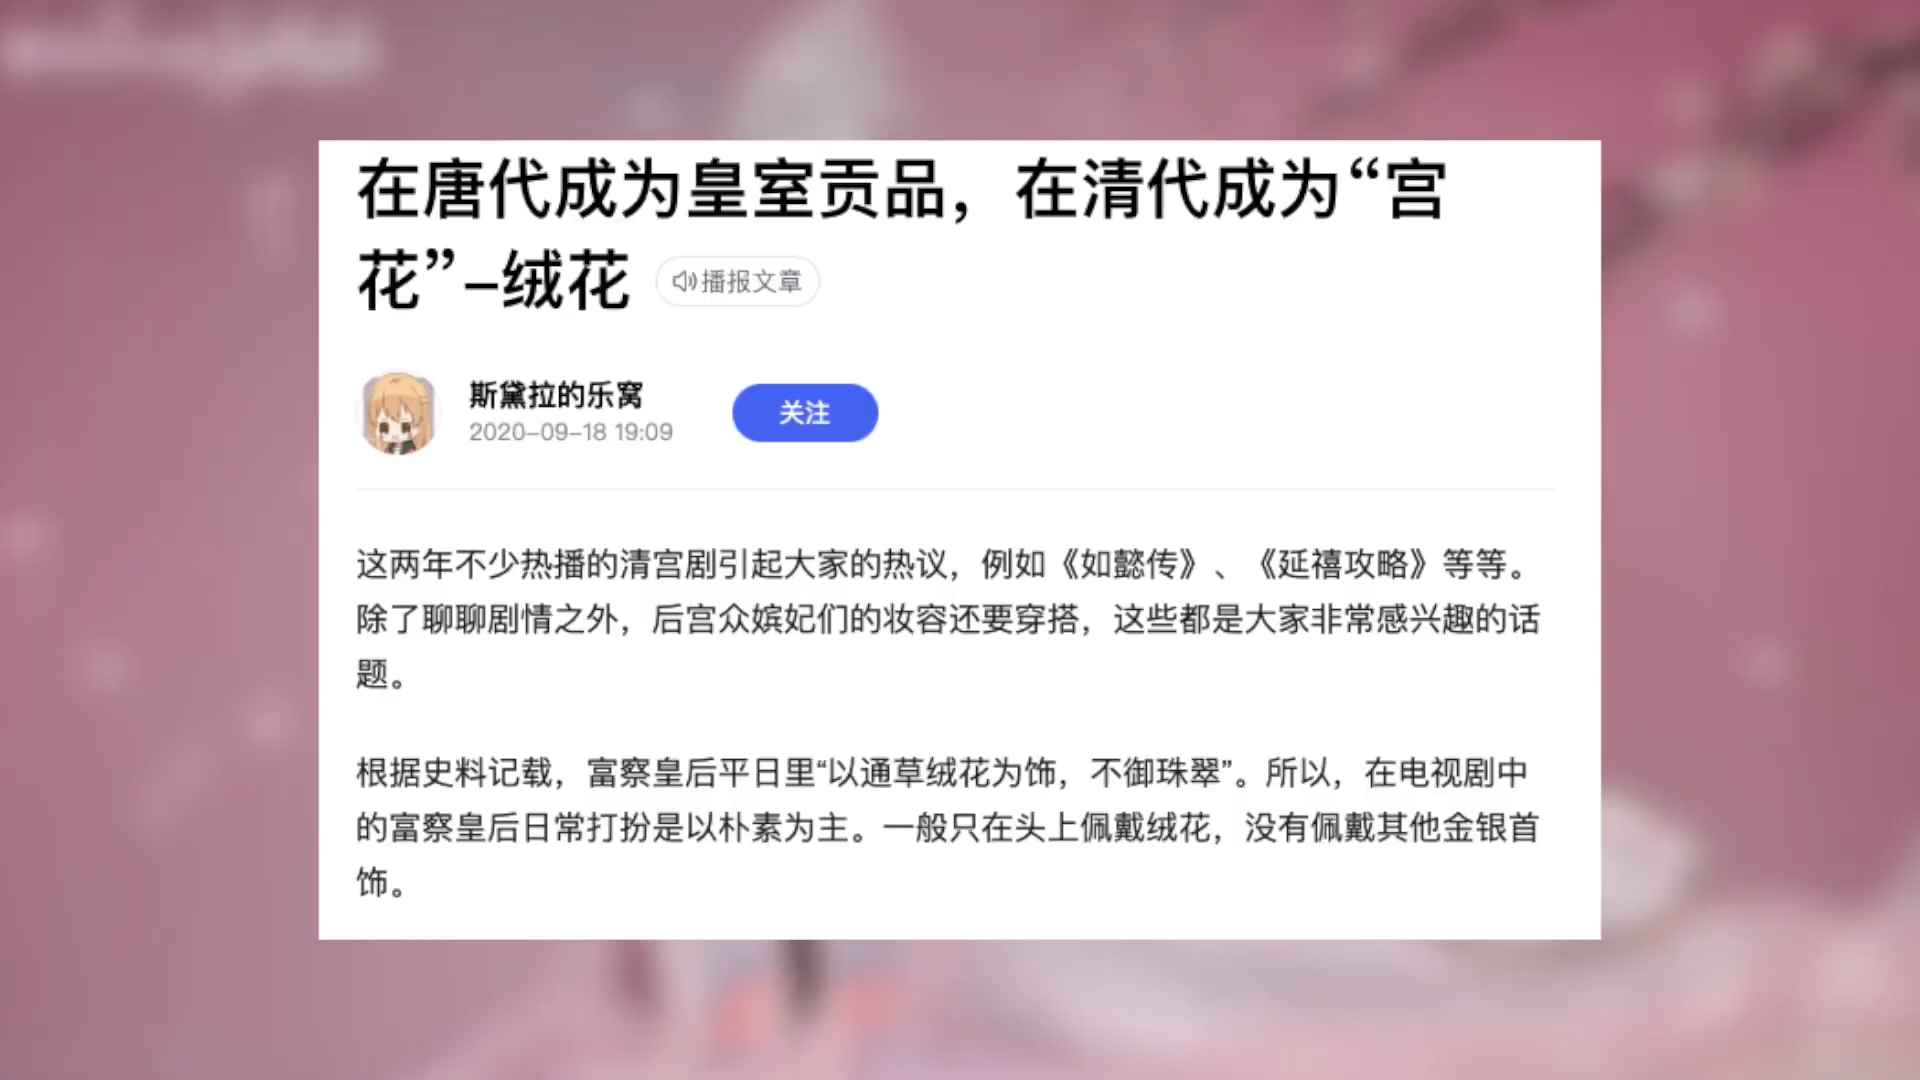 在唐代成为皇室贡品，在清代成为“宫
花”–绒花
播报文章
斯黛拉的乐窝
2020–09–18 19:09
关注
这两年不少热播的清宫剧引起大家的热议，例如《如懿传》、《延禧攻略》等等。
除了聊聊剧情之外，后宫众嫔妃们的妆容还要穿搭，这些都是大家非常感兴趣的话
题。
根据史料记载，富察皇后平日里“以通草绒花为饰，不御珠翠”。所以，在电视剧中
的富察皇后日常打扮是以朴素为主。一般只在头上佩戴绒花，没有佩戴其他金银首
饰。